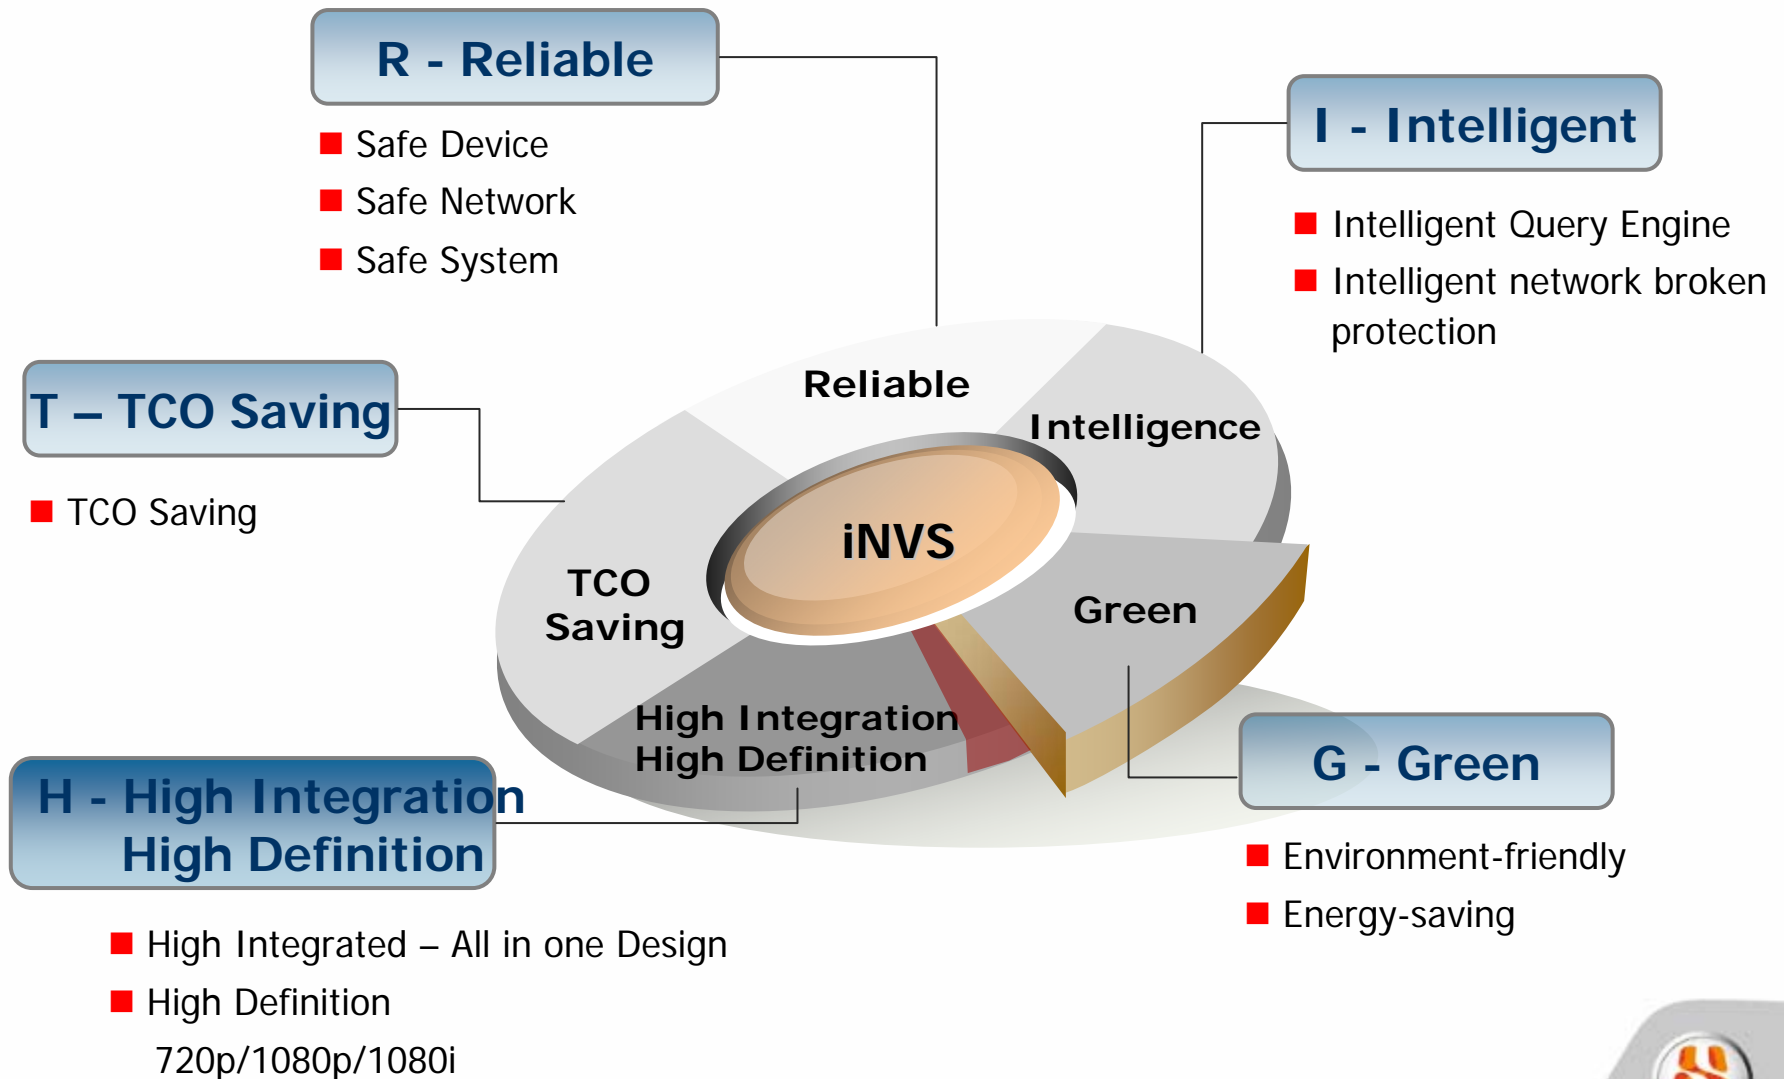 R - Reliable
Safe Device
Safe Network
Safe System
I - Intelligent
Intelligent Query Engine
Intelligent network broken
protection
T – TCO Saving
TCO Saving
Reliable
Intelligence
iNVS
TCO
Saving
Green
High Integration
High Definition
H - High Integration
High Definition
High Integrated – All in one Design
High Definition
720p/1080p/1080i
G - Green
Environment-friendly
Energy-saving